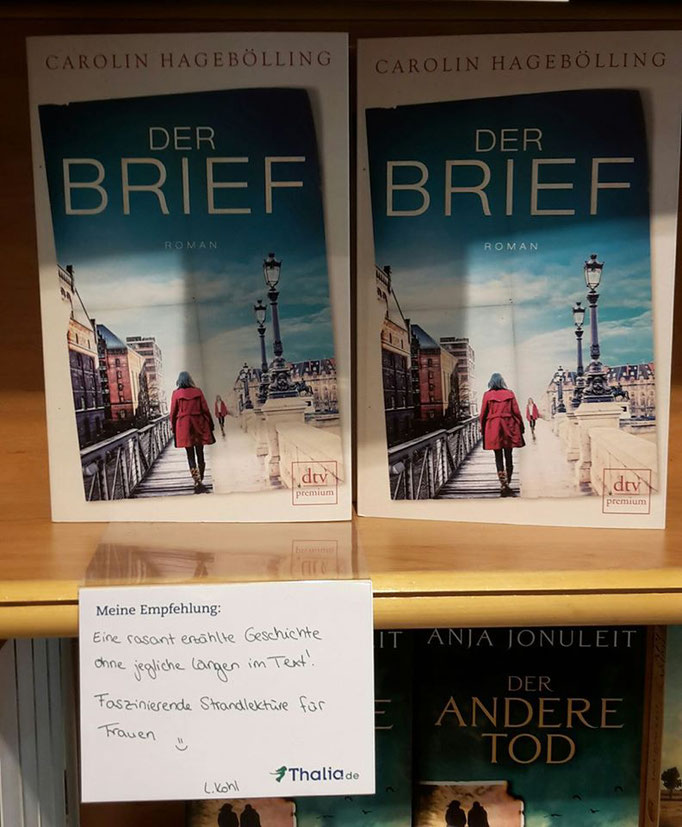 CAROLIN HAGEBÖLLING
DER
BRIEF
ROMAN
dtv
premium
CAROLIN HAGEBÖLLING
DER
BRIEF
ROMAN
dtv
premium
Meine Empfehlung:
Eine rasant erzählte Geschichte
ohne jegliche Längen im Text!
Faszinierende Strandlektüre für
Frauen
L. Kohl
Thalia.de
EIT
ANJA JONULEIT
DER
ANDERE
TOD